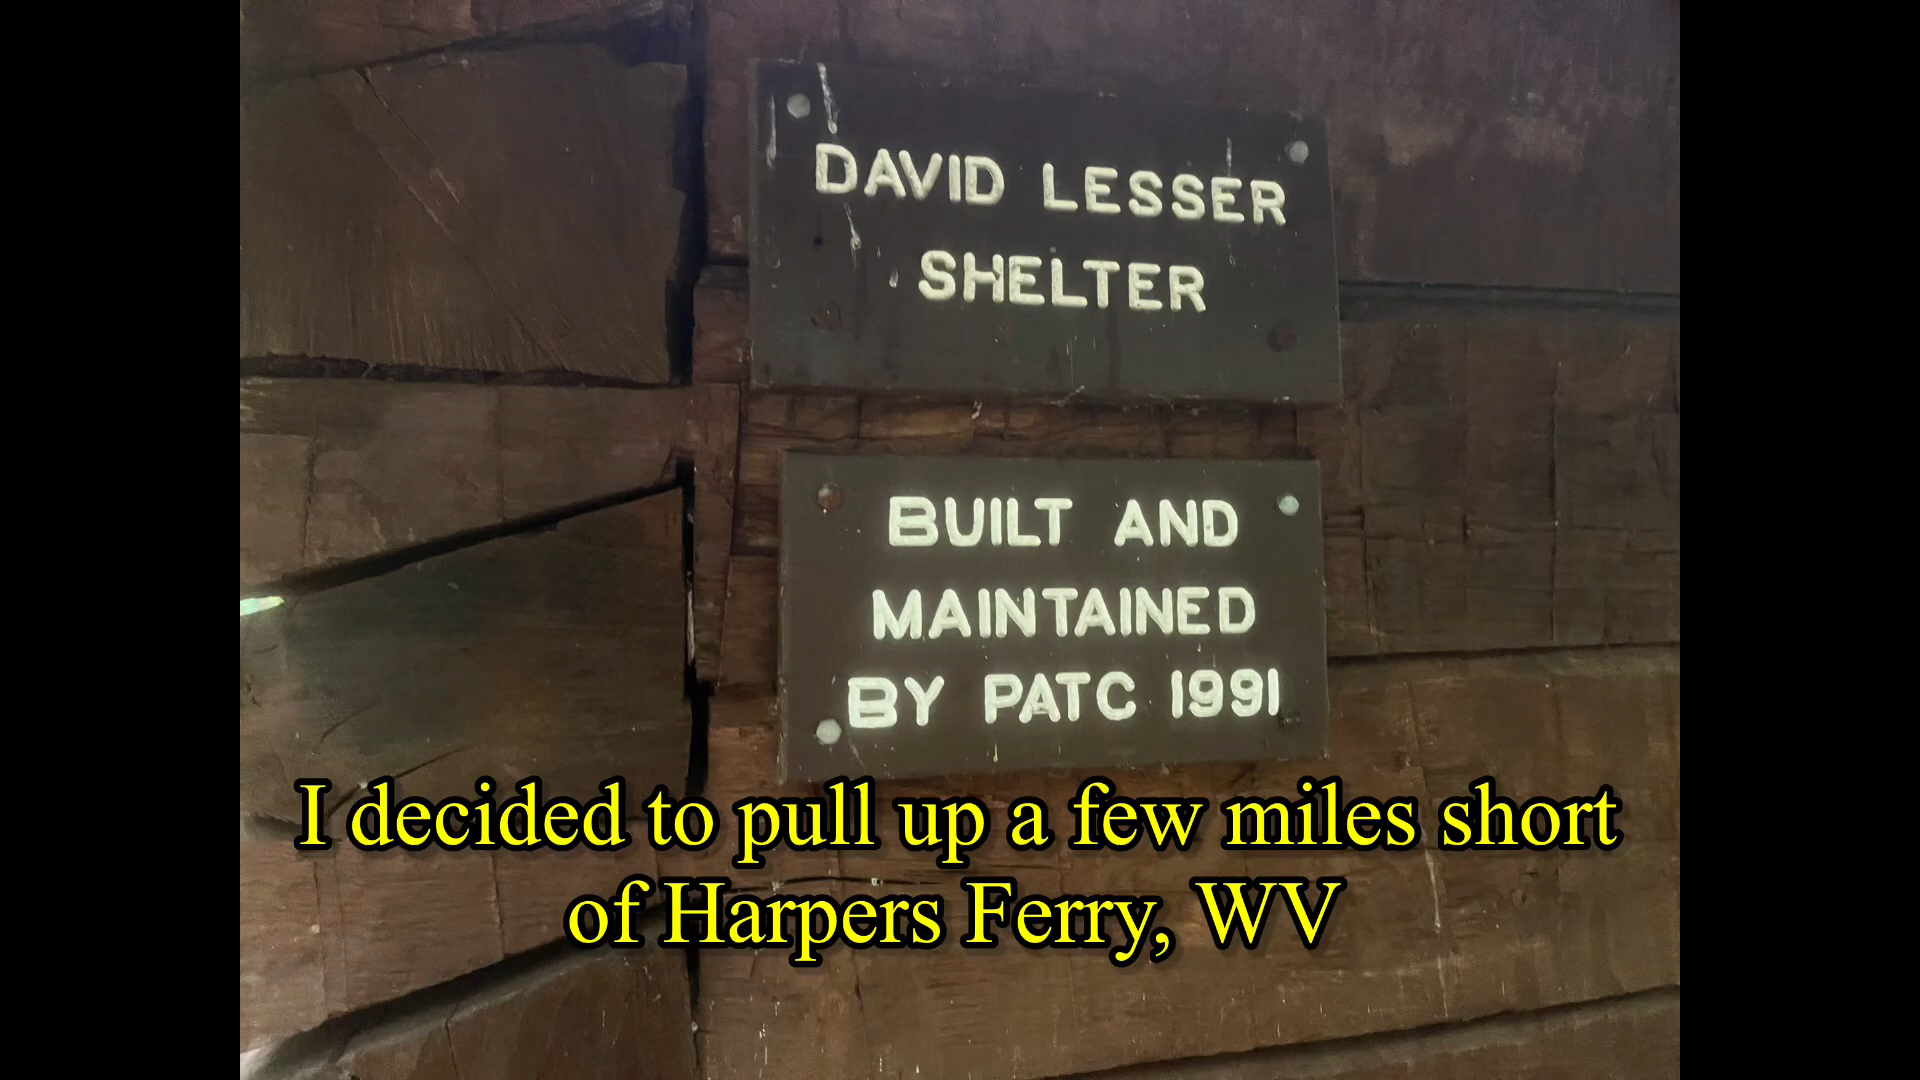 DAVID LESSER
SHELTER
BUILT AND
MAINTAINED
BY PATC 1991
I decided to pull up a few miles short
of Harpers Ferry, WV